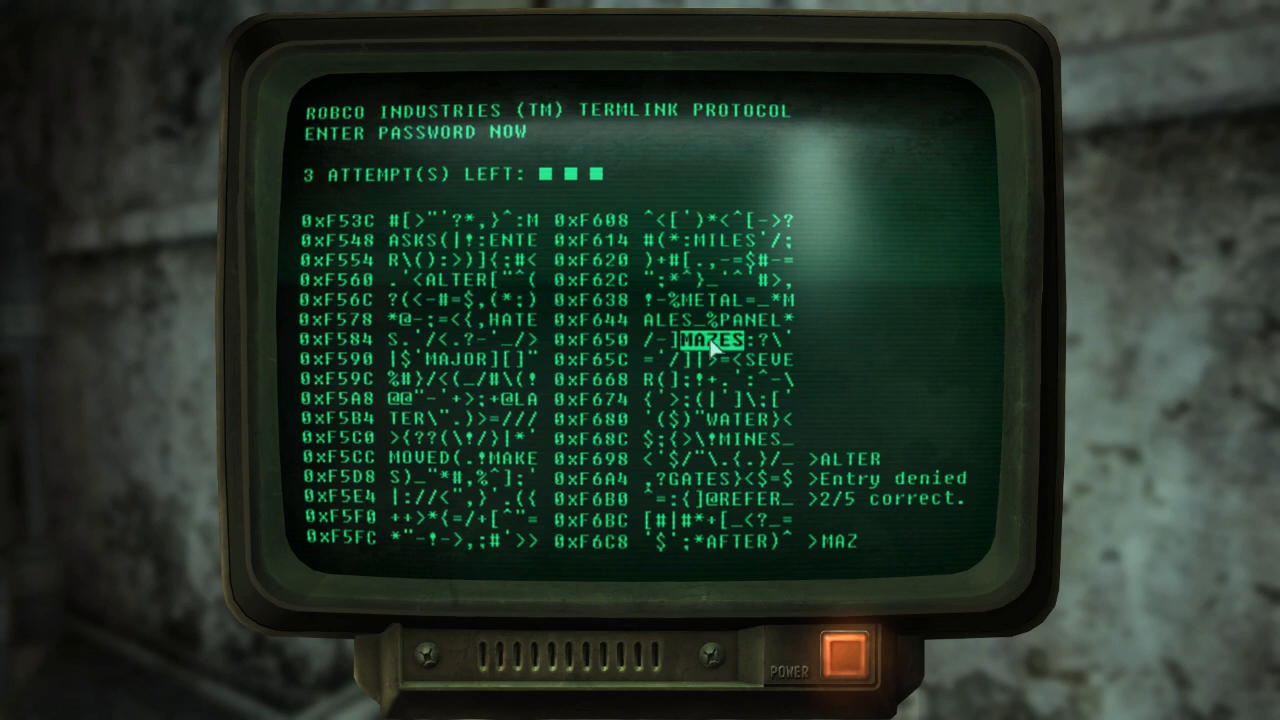 ROBCO INDUSTRIES (TM) TERMLINK PROTOCOL
ENTER PASSWORD NOW
3 ATTEMPT(S) LEFT: ■ ■ ■
0xF53C #[>"'?*,}^:M 0xF608 ^<[')*<^[->?
0xF548 ASKS(|!:ENTE 0xF614 #(*:MILES'/;
0xF554 R\():>)]{;#< 0xF620 )+#[.,-=$#-=
0xF560 .'<ALTER["^( 0xF62C ";*^)_'^'#>,
0xF56C ?(<-#=$,(*;) 0xF638 !-%METAL=_*M
0xF578 *@-;=<{,HATE 0xF644 ALES_%PANEL*
0xF584 S.'/<.?-'_/> 0xF650 /-]MAZES:?\'
0xF590 |$'MAJOR][]" 0xF65C ='/||>=<SEVE
0xF59C %#}/<(_/#\(! 0xF668 R(];!+.':^-\
0xF5A8 @@"-'+>;+@LA 0xF674 {'>;(|']\:['
0xF5B4 TER\".)>=/// 0xF680 '($)"WATER}<
0xF5C0 >{??(\!/}|*' 0xF68C $;{>\!MINES_
0xF5CC MOVED(.!MAKE 0xF698 <'$/"\.{.}/_ >ALTER
0xF5D8 S)_"*#,%^];' 0xF6A4 ,?GATES}<$=$ >Entry denied
0xF5E4 |://<",}'.({ 0xF6B0 ^=:{]@REFER_ >2/5 correct.
0xF5F0 ++>*{=/+[^"= 0xF6BC [#|#*+[_<?_=
0xF5FC *"-!->,;#'>> 0xF6C8 '$';*AFTER)^ >MAZ
POWER